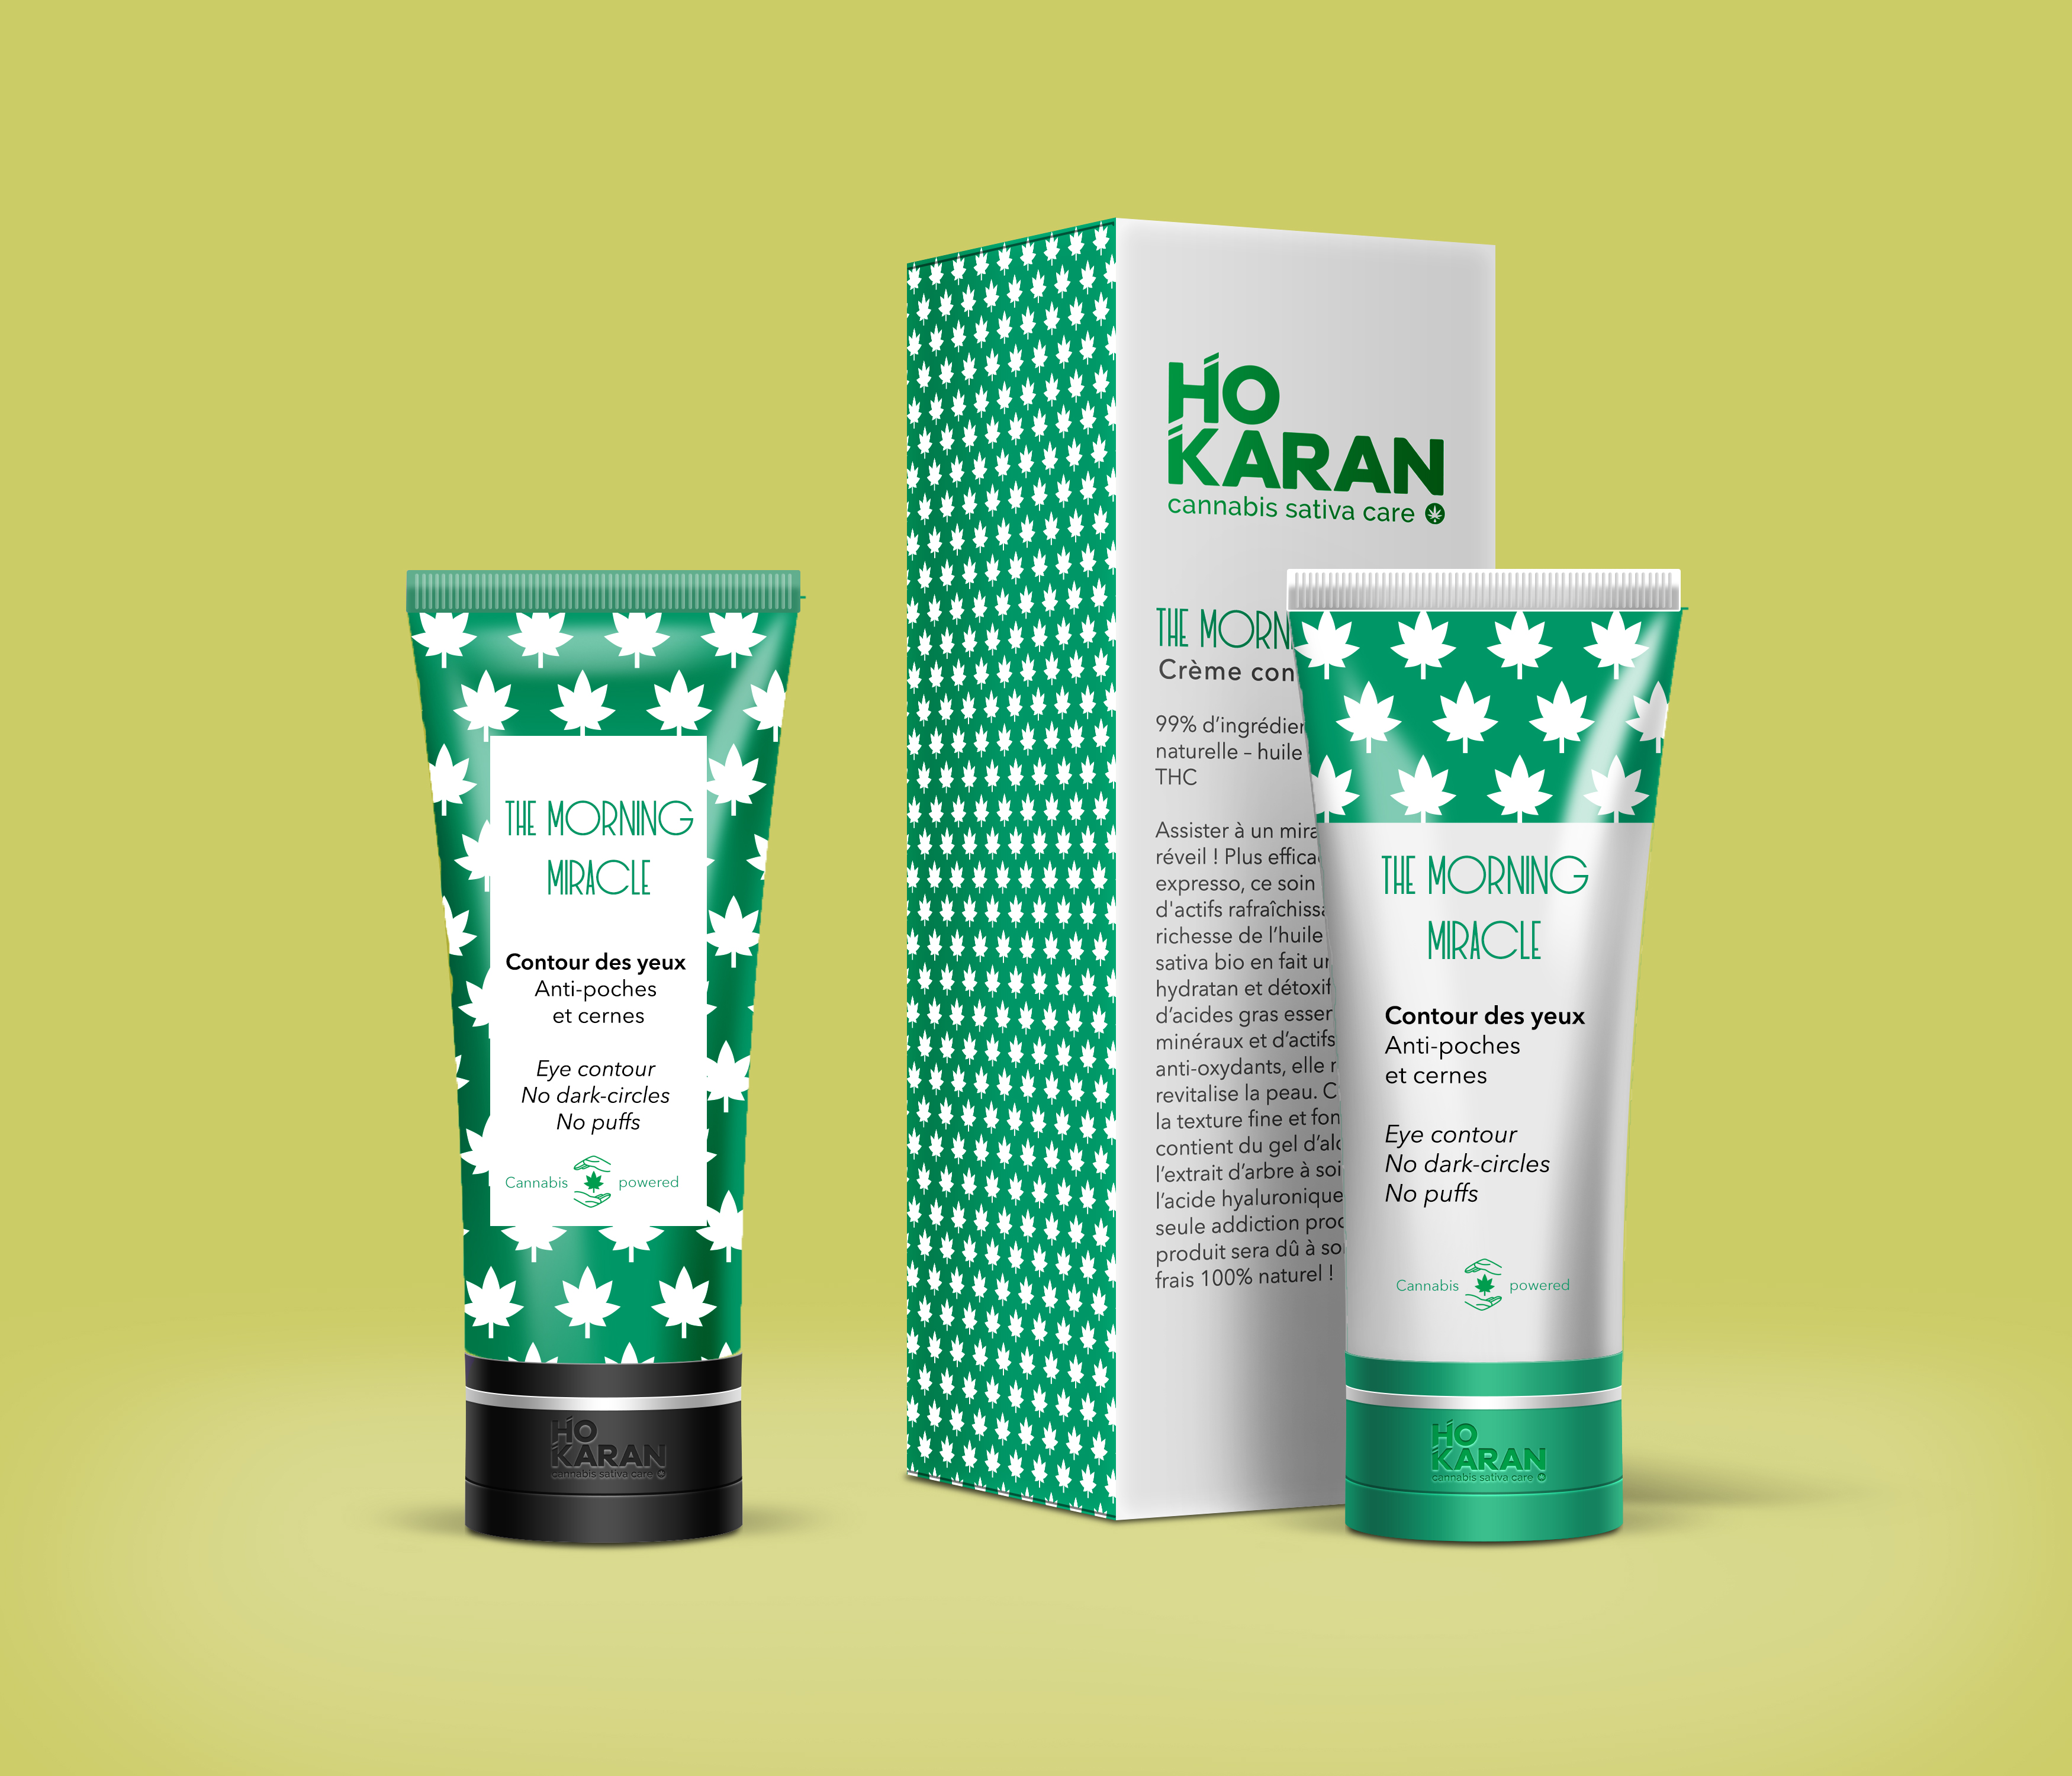 THE MORNING
MIRACLE
Contour des yeux
Anti-poches
et cernes
Eye contour
No dark-circles
No puffs
Cannabis powered
HO
KARAN
cannabis sativa care
HO
KARAN
cannabis sativa care
THE MORN
Crème con
99% d'ingrédien
naturelle – huile
THC
Assister à un mira
réveil ! Plus effica
expresso, ce soin
d'actifs rafraîchissa
richesse de l'huile
sativa bio en fait un
hydratan et détoxif
d'acides gras essen
minéraux et d'actifs
anti-oxydants, elle r
revitalise la peau. C
la texture fine et fon
contient du gel d'alo
l'extrait d'arbre à soi
l'acide hyaluronique
seule addiction prod
produit sera dû à so
frais 100% naturel !
THE MORNING
MIRACLE
Contour des yeux
Anti-poches
et cernes
Eye contour
No dark-circles
No puffs
Cannabis powered
HO
KARAN
cannabis sativa care